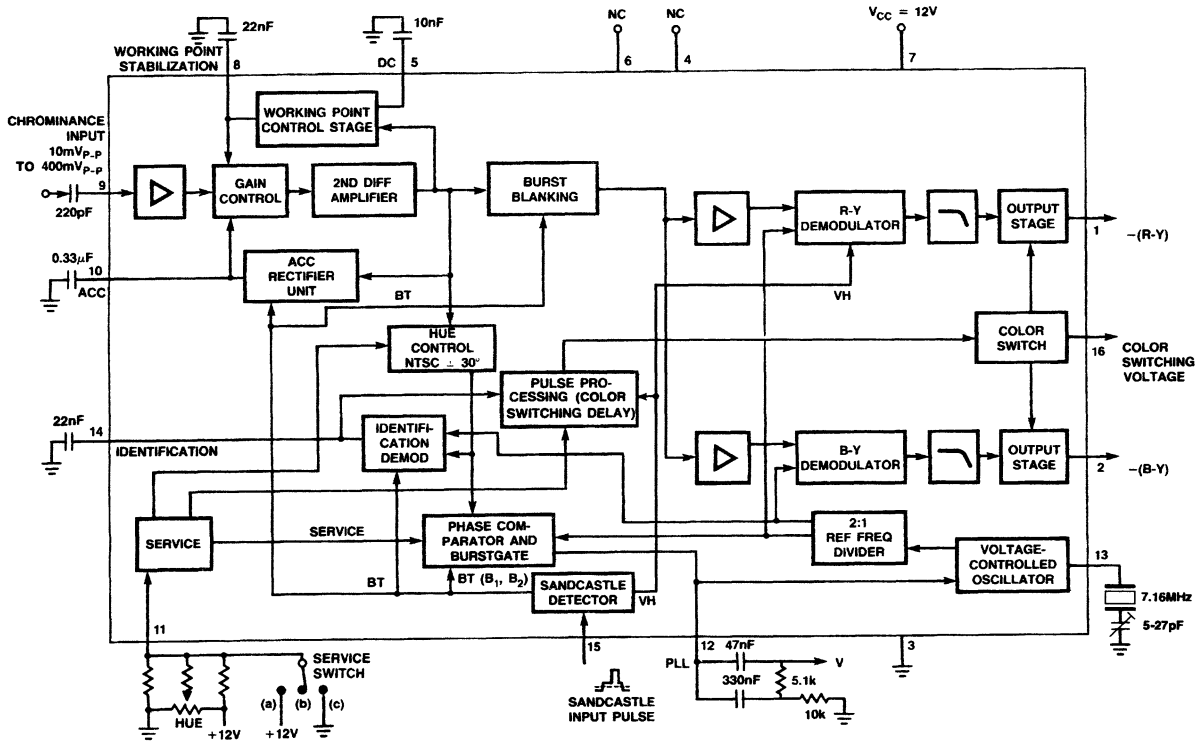 22nF
10nF
NC
NC
VCC = 12V
WORKING POINT
STABILIZATION
8
DC
5
6
4
7
CHROMINANCE
INPUT
10mVP-P
TO 400mVP-P
9
220pF
WORKING POINT
CONTROL STAGE
GAIN
CONTROL
2ND DIFF
AMPLIFIER
BURST
BLANKING
R-Y
DEMODULATOR
OUTPUT
STAGE
1
–(R-Y)
0.33μF
10
ACC
ACC
RECTIFIER
UNIT
BT
VH
HUE
CONTROL
NTSC ± 30°
COLOR
SWITCH
16
COLOR
SWITCHING
VOLTAGE
PULSE PRO-
CESSING (COLOR
SWITCHING DELAY)
22nF
14
IDENTIFICATION
IDENTIFI-
CATION
DEMOD
B-Y
DEMODULATOR
OUTPUT
STAGE
2
–(B-Y)
SERVICE
SERVICE
PHASE COM-
PARATOR AND
BURSTGATE
2:1
REF FREQ
DIVIDER
VOLTAGE-
CONTROLLED
OSCILLATOR
13
7.16MHz
5-27pF
BT
BT (B1, B2)
SANDCASTLE
DETECTOR
VH
11
15
12
3
SERVICE
SWITCH
(a)
(b)
(c)
HUE
+12V
+12V
SANDCASTLE
INPUT PULSE
PLL
47nF
330nF
V
5.1k
10k